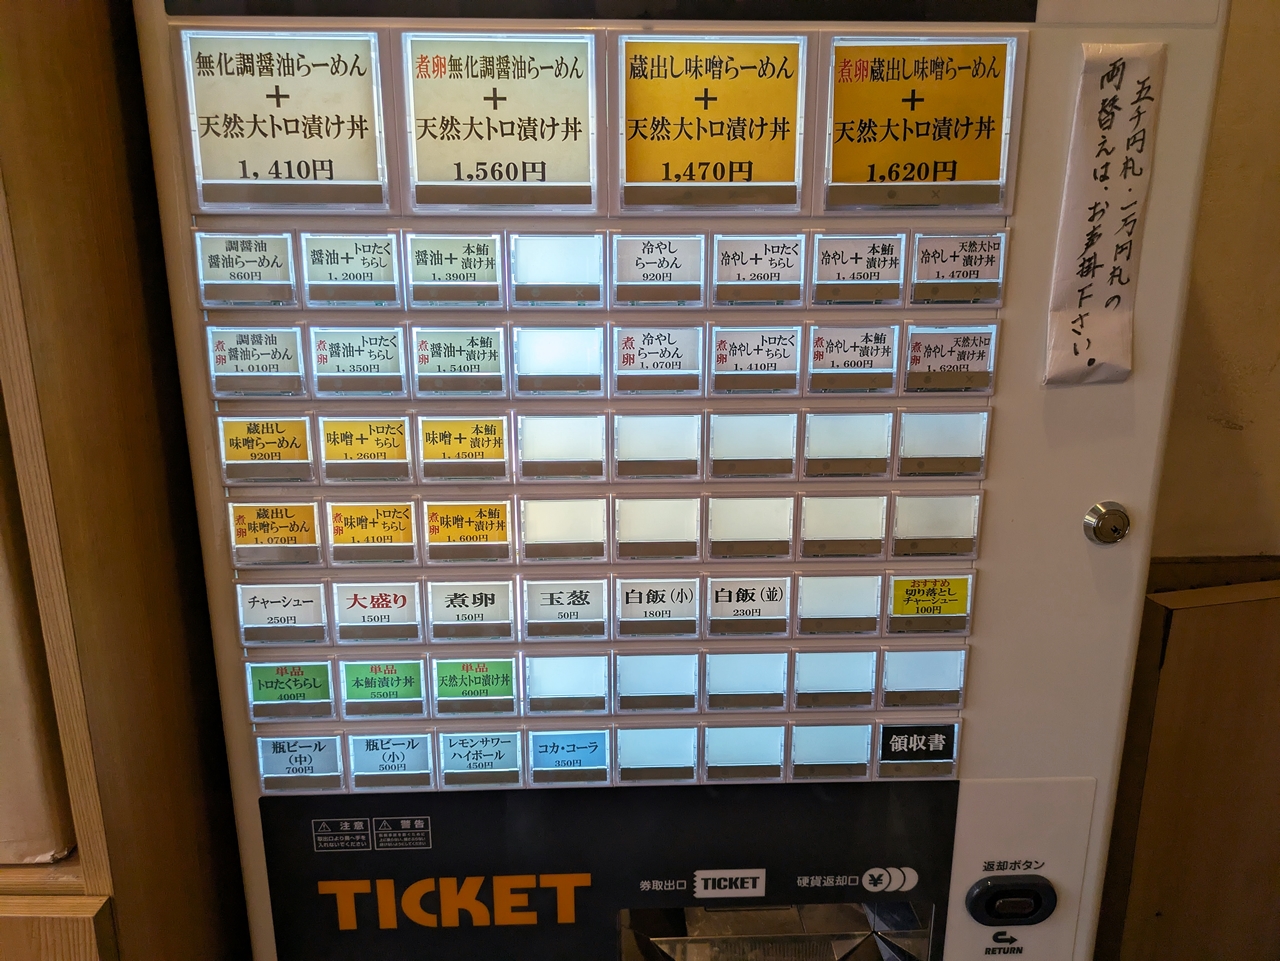 無化調醤油らーめん
+
天然大トロ漬け丼
1,410円
煮卵無化調醤油らーめん
+
天然大トロ漬け丼
1,560円
蔵出し味噌らーめん
+
天然大トロ漬け丼
1,470円
煮卵蔵出し味噌らーめん
+
天然大トロ漬け丼
1,620円
五千円札・一万円札の
両替えは、お声掛下さい。
調醤油
醤油らーめん
860円
醤油+トロたく
ちらし
1,200円
醤油+本鮪
漬け丼
1,390円
冷やし
らーめん
920円
冷やし+トロたく
ちらし
1,260円
冷やし+本鮪
漬け丼
1,450円
冷やし+天然大トロ
漬け丼
1,470円
煮卵
調醤油
醤油らーめん
1,010円
煮卵
醤油+トロたく
ちらし
1,350円
煮卵
醤油+本鮪
漬け丼
1,540円
煮卵
冷やし
らーめん
1,070円
煮卵
冷やし+トロたく
ちらし
1,410円
煮卵
冷やし+本鮪
漬け丼
1,600円
煮卵
冷やし+天然大トロ
漬け丼
1,620円
蔵出し
味噌らーめん
920円
味噌+トロたく
ちらし
1,260円
味噌+本鮪
漬け丼
1,450円
煮卵
蔵出し
味噌らーめん
1,070円
煮卵
味噌+トロたく
ちらし
1,410円
煮卵
味噌+本鮪
漬け丼
1,600円
チャーシュー
250円
大盛り
150円
煮卵
150円
玉葱
50円
白飯(小)
180円
白飯(並)
230円
おすすめ
切り落とし
チャーシュー
100円
単品
トロたくちらし
400円
単品
本鮪漬け丼
550円
単品
天然大トロ漬け丼
600円
瓶ビール
(中)
700円
瓶ビール
(小)
500円
レモンサワー
ハイボール
450円
コカ・コーラ
350円
領収書
注意
取出口より奥へ手を
入れないでください
警告
TICKET
券取出口 TICKET
硬貨返却口 ¥
返却ボタン
RETURN